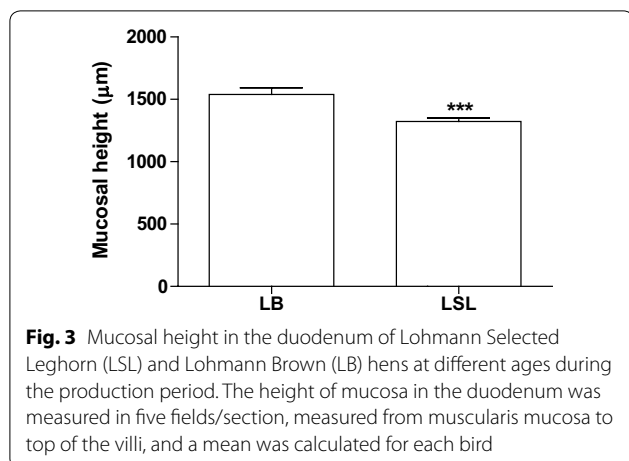 2000
1500
1000
500
0
Mucosal height (µm)
***
LB LSL
Fig. 3 Mucosal height in the duodenum of Lohmann Selected
Leghorn (LSL) and Lohmann Brown (LB) hens at different ages during
the production period. The height of mucosa in the duodenum was
measured in five fields/section, measured from muscularis mucosa to
top of the villi, and a mean was calculated for each bird